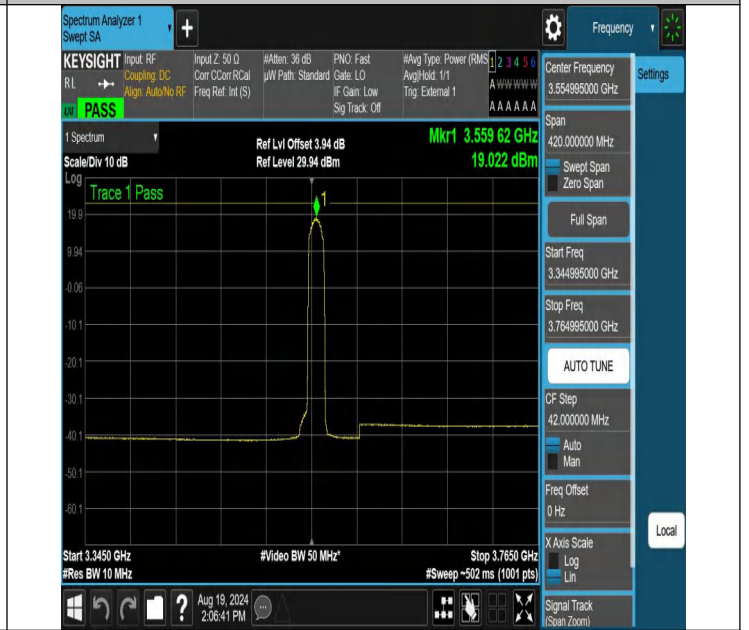 Spectrum Analyzer 1
Swept SA
+
Frequency
KEYSIGHT
RL
PASS
Input: RF
Coupling: DC
Align: Auto/No RF
Input Z: 50 Ω
Corr CCorr RCal
Freq Ref: Int (S)
#Atten: 36 dB
µW Path: Standard
PNO: Fast
Gate: LO
IF Gain: Low
Sig Track: Off
#Avg Type: Power (RMS
Avg|Hold: 1/1
Trig: External 1
1 2 3 4 5 6
A W W W W W
A A A A A A
1 Spectrum
Scale/Div 10 dB
Ref Lvl Offset 3.94 dB
Ref Level 29.94 dBm
Mkr1 3.559 62 GHz
19.022 dBm
Log
Trace 1 Pass
1
19.9
9.94
-0.06
-10.1
-20.1
-30.1
-40.1
-50.1
-60.1
Start 3.3450 GHz
#Res BW 10 MHz
#Video BW 50 MHz*
Stop 3.7650 GHz
#Sweep ~502 ms (1001 pts)
Aug 19, 2024
2:06:41 PM
Center Frequency
3.554995000 GHz
Span
420.000000 MHz
Swept Span
Zero Span
Full Span
Start Freq
3.344995000 GHz
Stop Freq
3.764995000 GHz
AUTO TUNE
CF Step
42.000000 MHz
Auto
Man
Freq Offset
0 Hz
X Axis Scale
Log
Lin
Signal Track
(Span Zoom)
Settings
Local